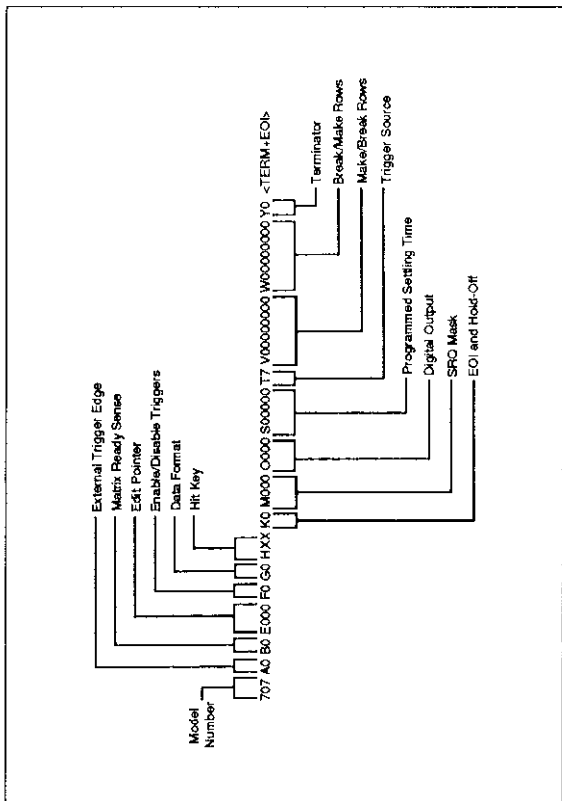 External Trigger Edge
Matrix Ready Sense
Edit Pointer
Enable/Disable Triggers
Data Format
Hit Key
Model
Number
707 A0 B0 E000 F0 G0 HXX K0 M000 O000 S00000 T7 V00000000 W00000000 Y0 <TERM+EOI>
Terminator
Break/Make Rows
Make/Break Rows
Trigger Source
Programmed Settling Time
Digital Output
SRQ Mask
EOI and Hold-Off